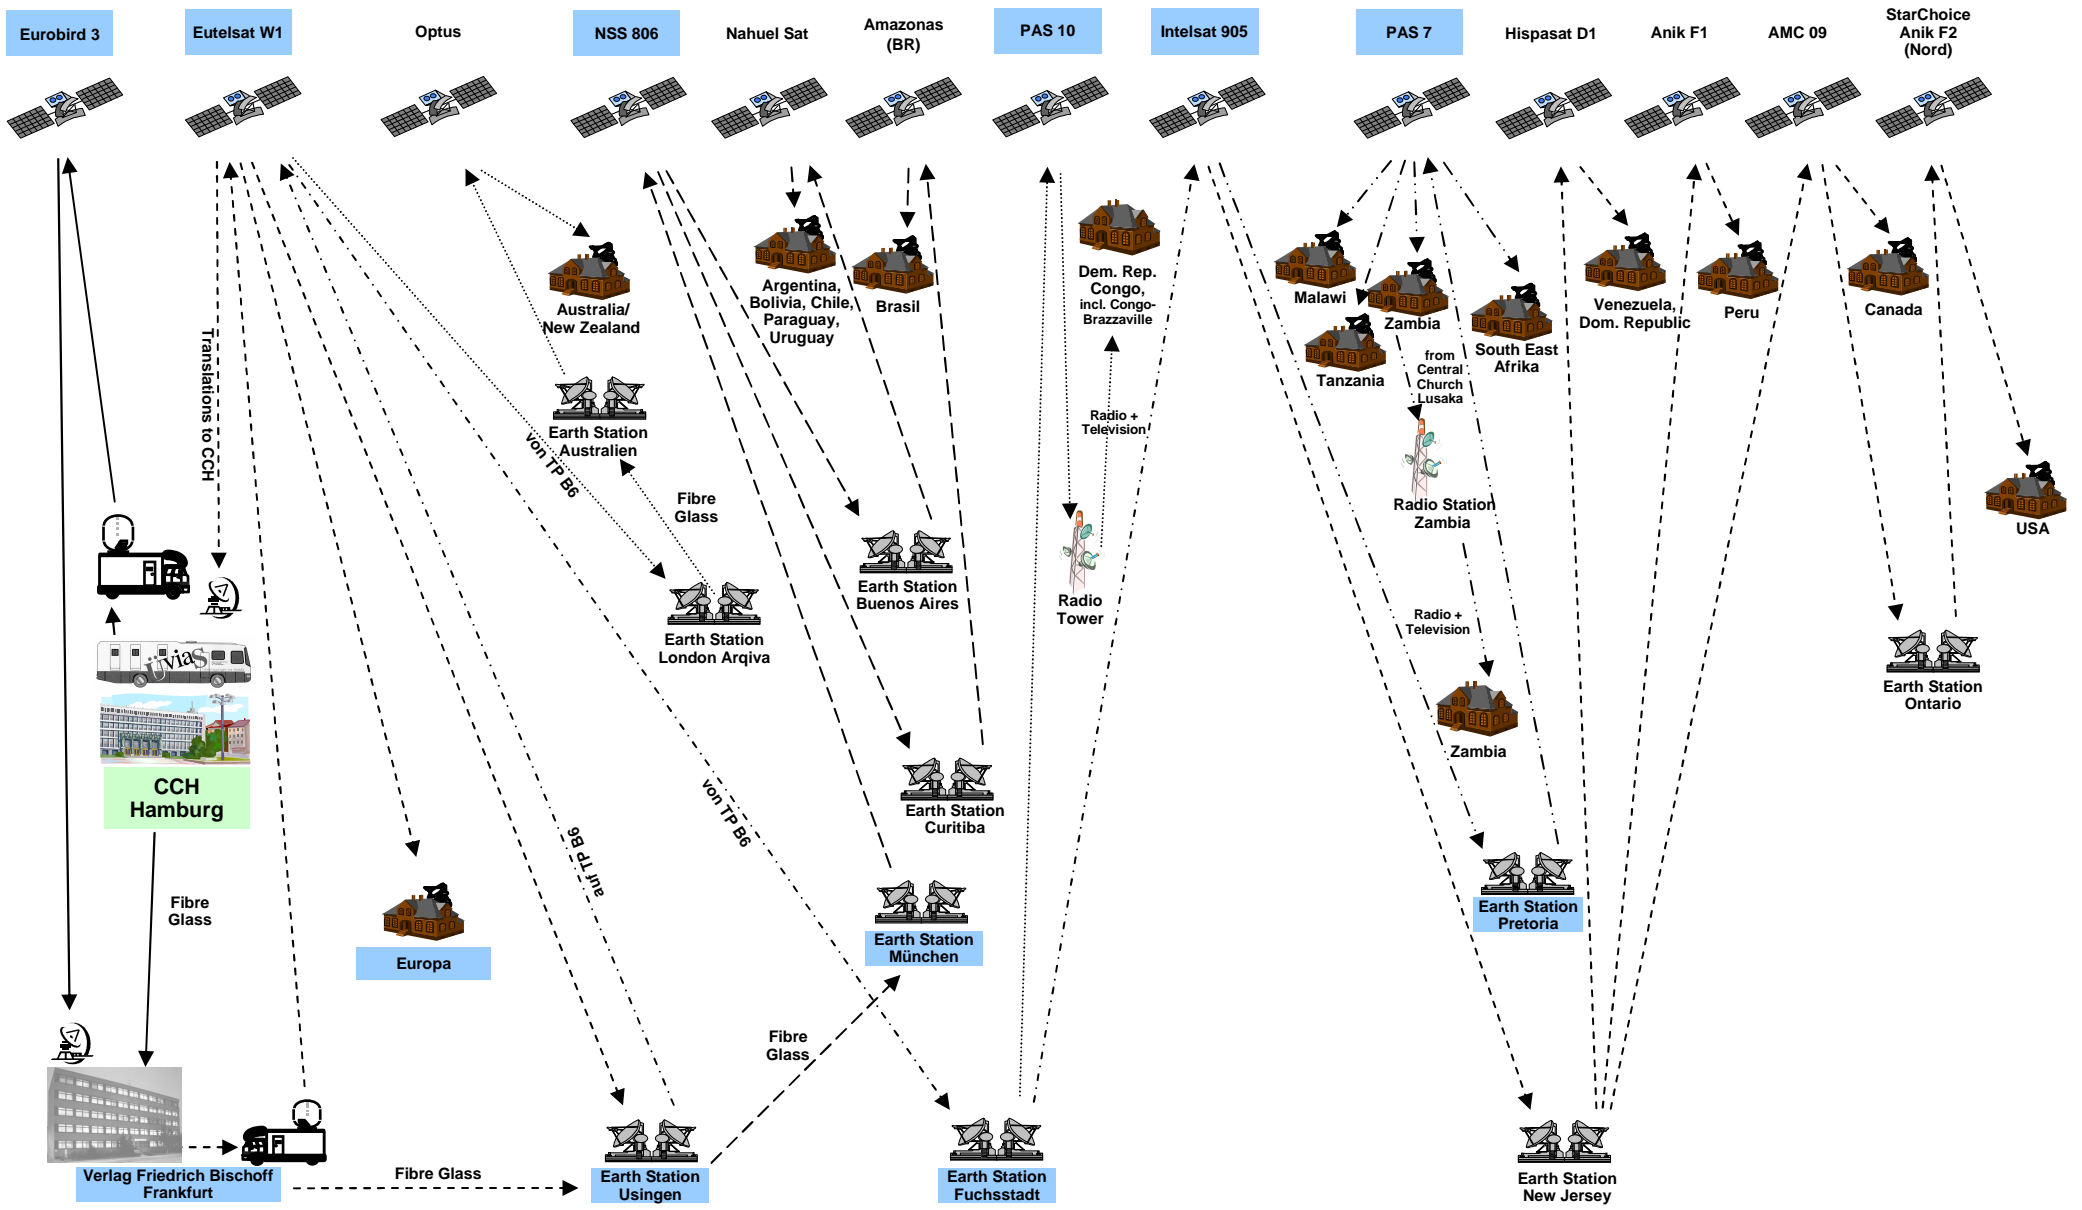 Eurobird 3
Eutelsat W1
Optus
NSS 806
Nahuel Sat
Amazonas
(BR)
PAS 10
Intelsat 905
PAS 7
Hispasat D1
Anik F1
AMC 09
StarChoice
Anik F2
(Nord)
Translations to CCH
von TP B6
Australia/
New Zealand
Argentina,
Bolivia, Chile,
Paraguay,
Uruguay
Brasil
Dem. Rep.
Congo,
incl. Congo-
Brazzaville
Malawi
Zambia
Tanzania
South East
Afrika
from
Central
Church
Lusaka
Venezuela,
Dom. Republic
Peru
Canada
USA
Earth Station
Australien
Fibre
Glass
Radio +
Television
Radio Station
Zambia
Earth Station
Buenos Aires
Radio
Tower
Earth Station
London Arqiva
Radio +
Television
ÜviaS
Earth Station
Ontario
Zambia
CCH
Hamburg
von TP B6
Earth Station
Curitiba
auf TP B6
Fibre
Glass
Europa
Earth Station
München
Earth Station
Pretoria
Fibre
Glass
Verlag Friedrich Bischoff
Frankfurt
Fibre Glass
Earth Station
Usingen
Earth Station
Fuchsstadt
Earth Station
New Jersey